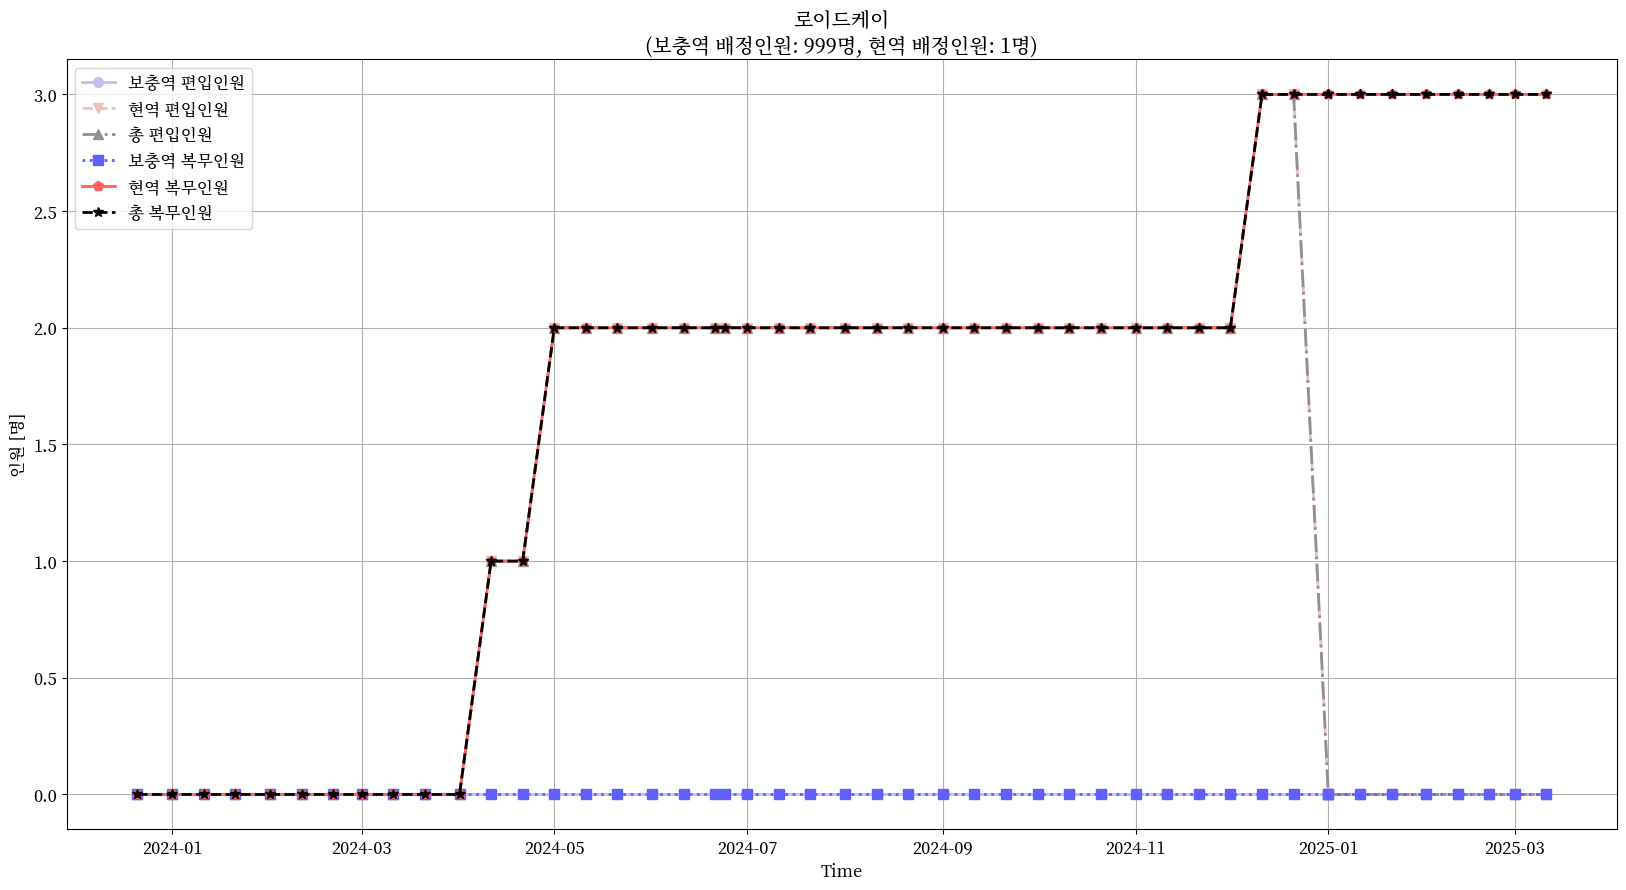 로이드케이
(보충역 배정인원: 999명, 현역 배정인원: 1명)
보충역 편입인원
현역 편입인원
총 편입인원
보충역 복무인원
현역 복무인원
총 복무인원
인원 [명]
3.0
2.5
2.0
1.5
1.0
0.5
0.0
2024-01
2024-03
2024-05
2024-07
2024-09
2024-11
2025-01
2025-03
Time